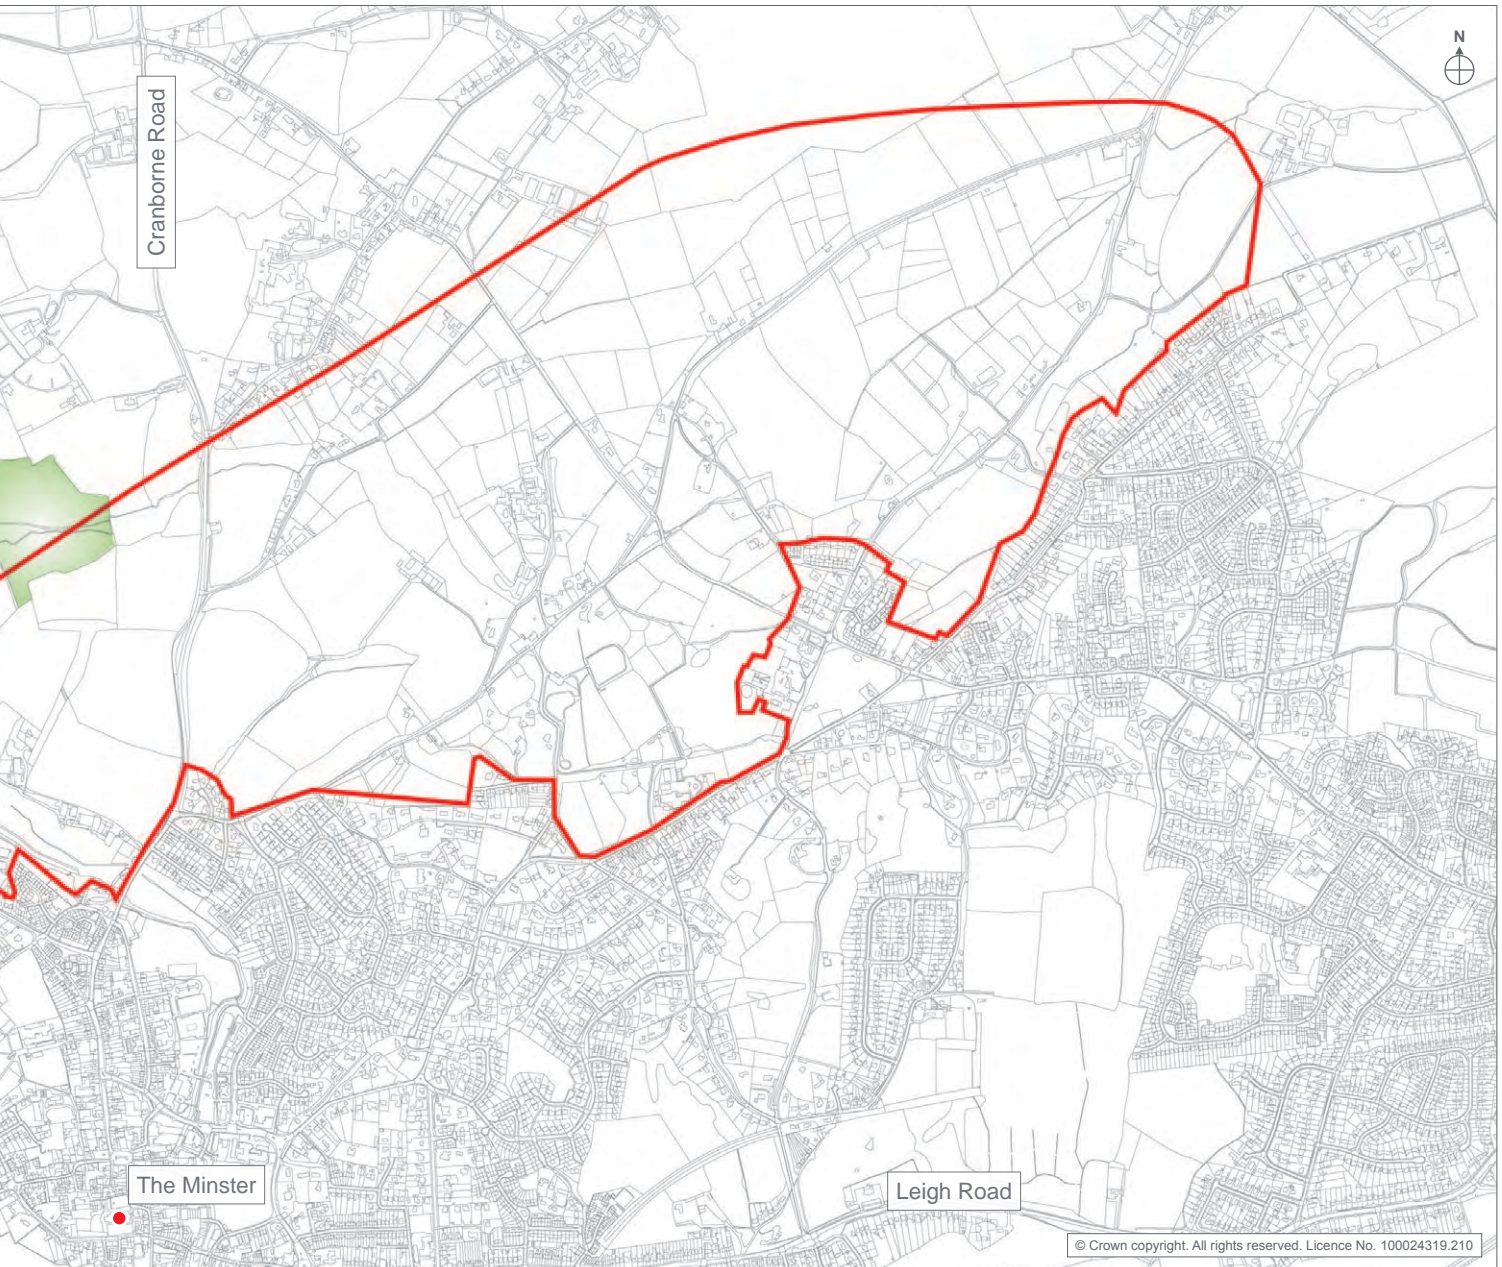 N
Cranborne Road
The Minster
Leigh Road
© Crown copyright. All rights reserved. Licence No. 100024319.210